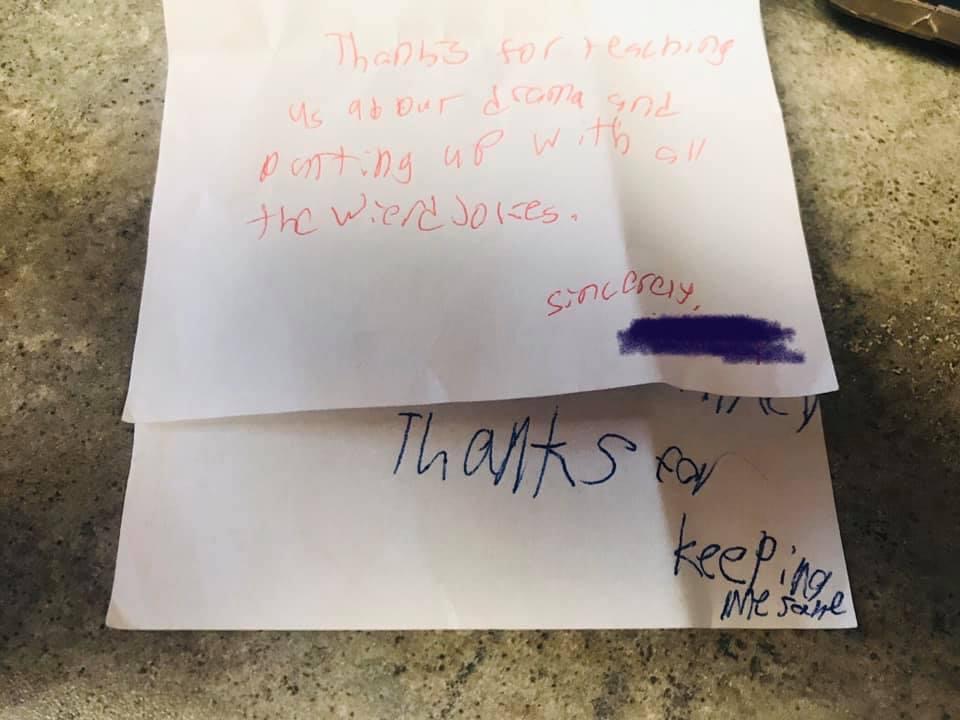 Thanks for teaching
us about drama and
putting up with all
the wierd jokes.
sincerely,
Thanks for
keeping
me sane